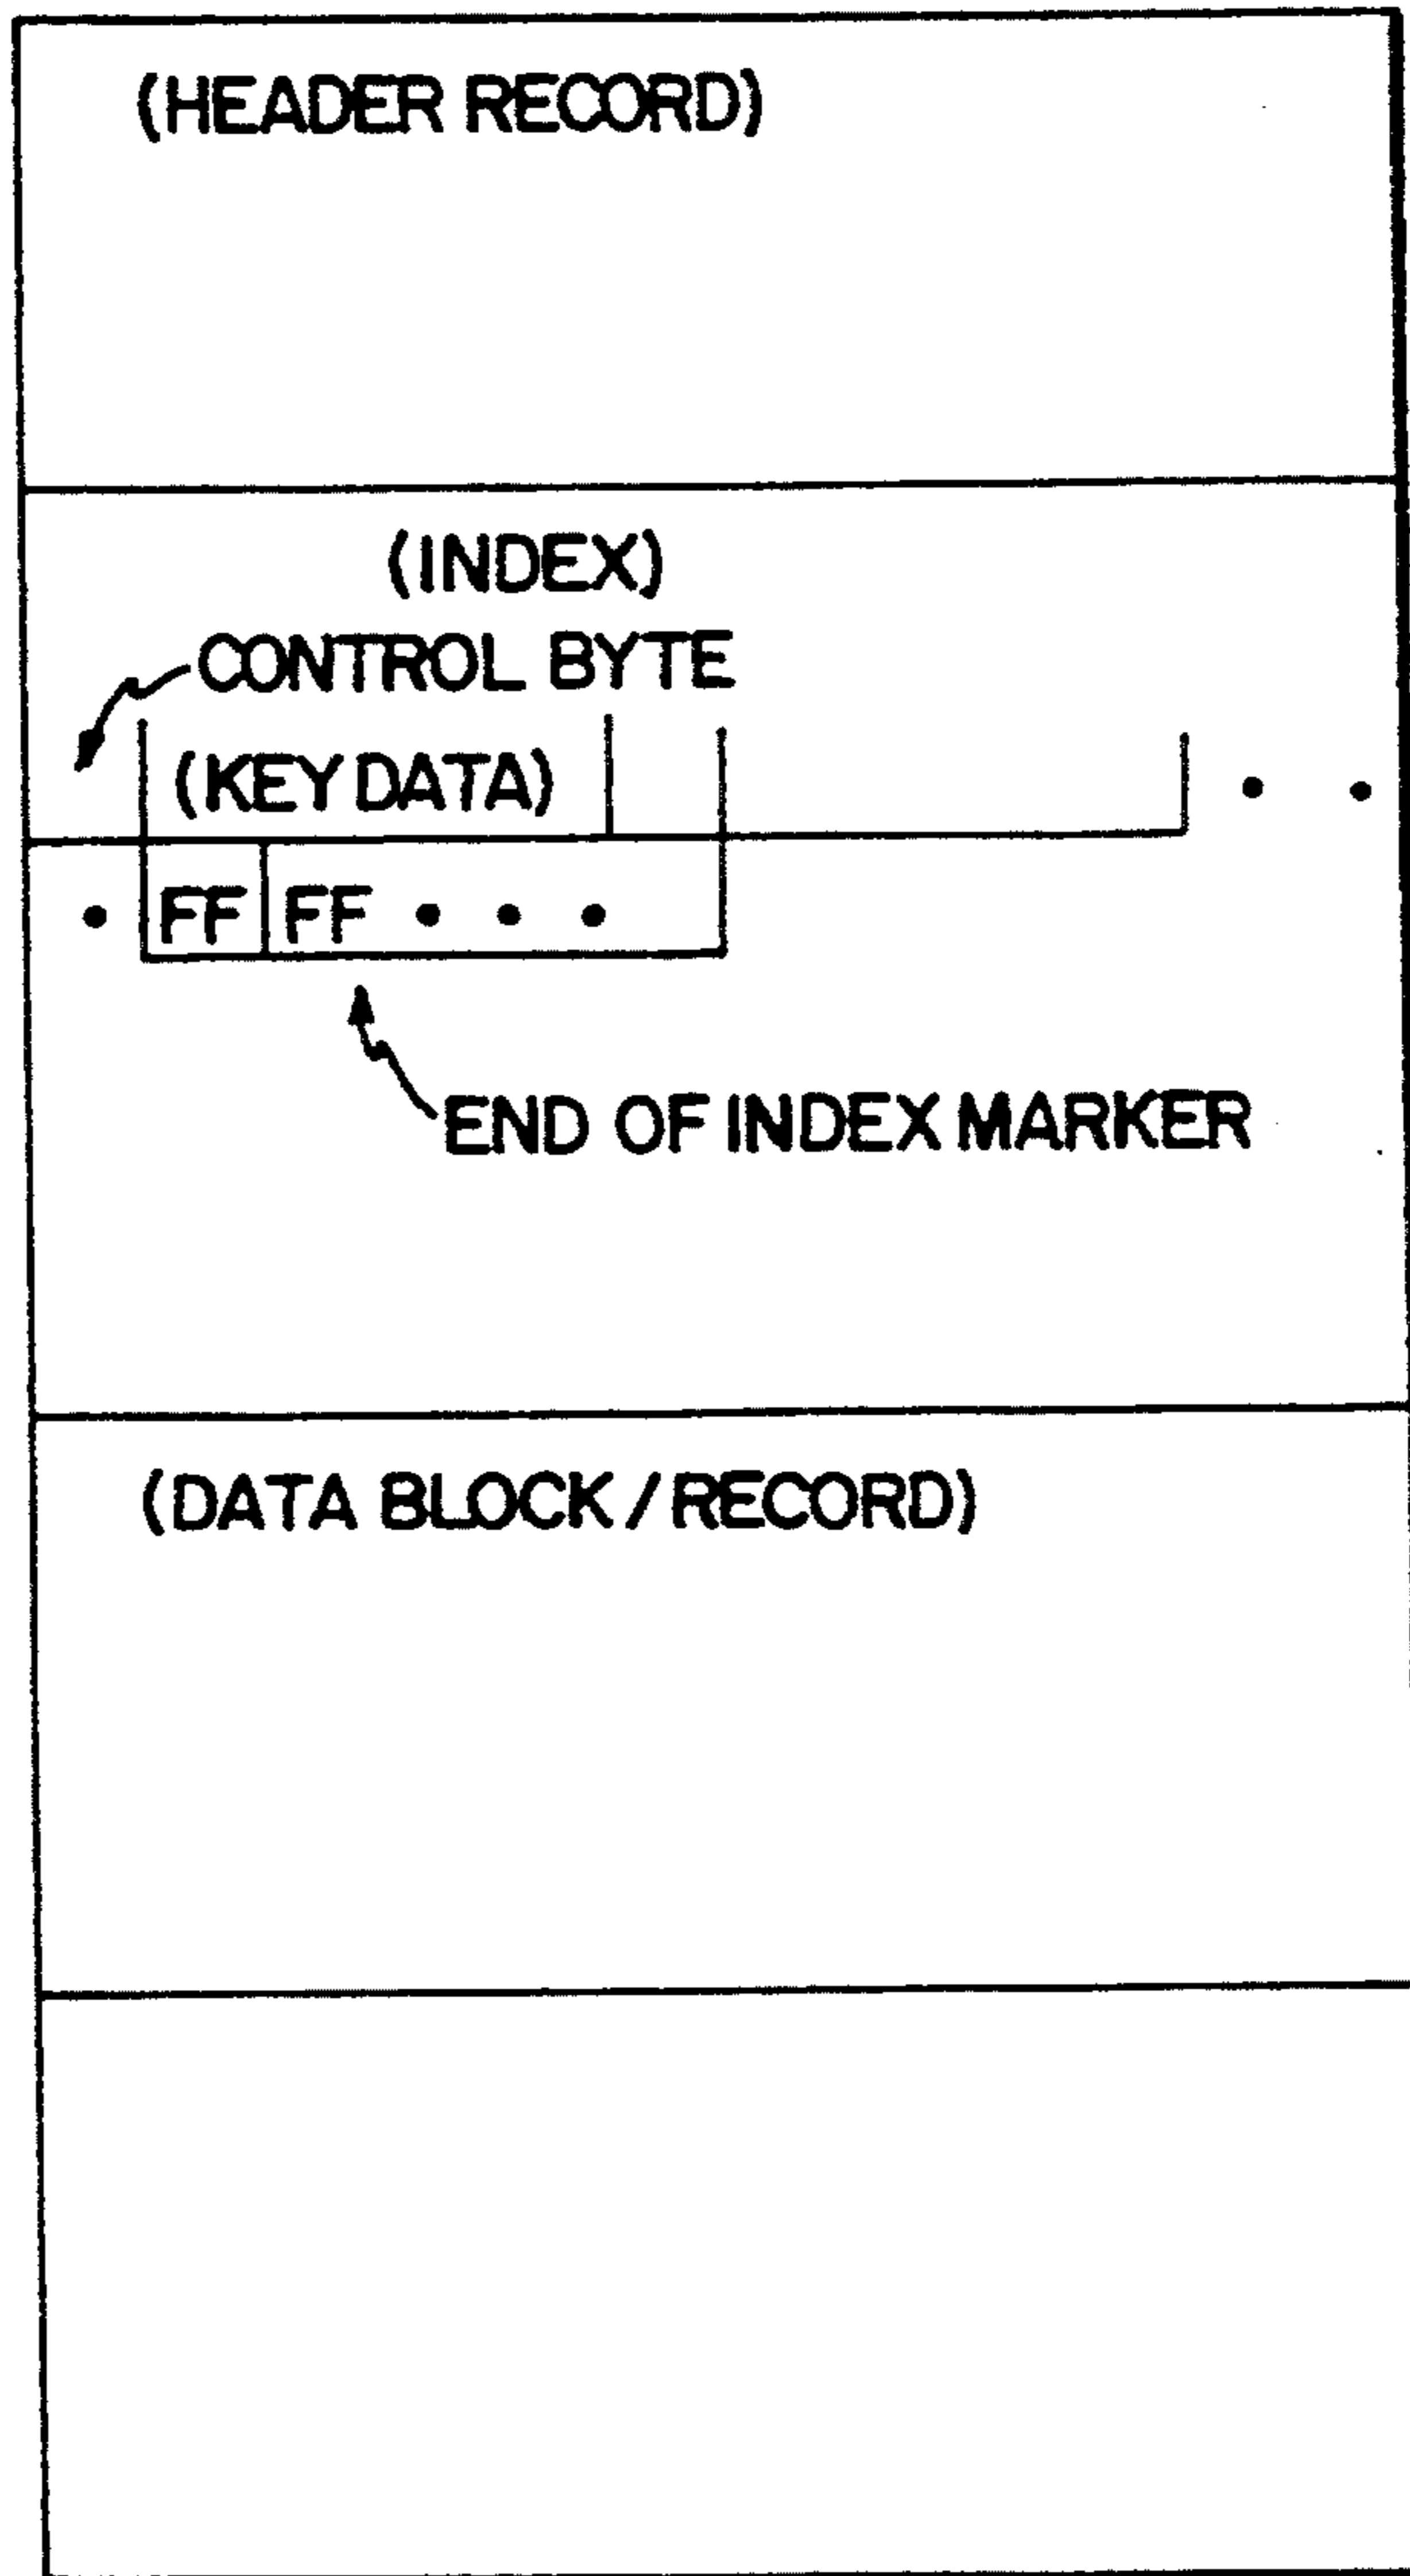 (HEADER RECORD)
(INDEX)
CONTROL BYTE
(KEY DATA) • •
• FF FF • • •
END OF INDEX MARKER
(DATA BLOCK/RECORD)